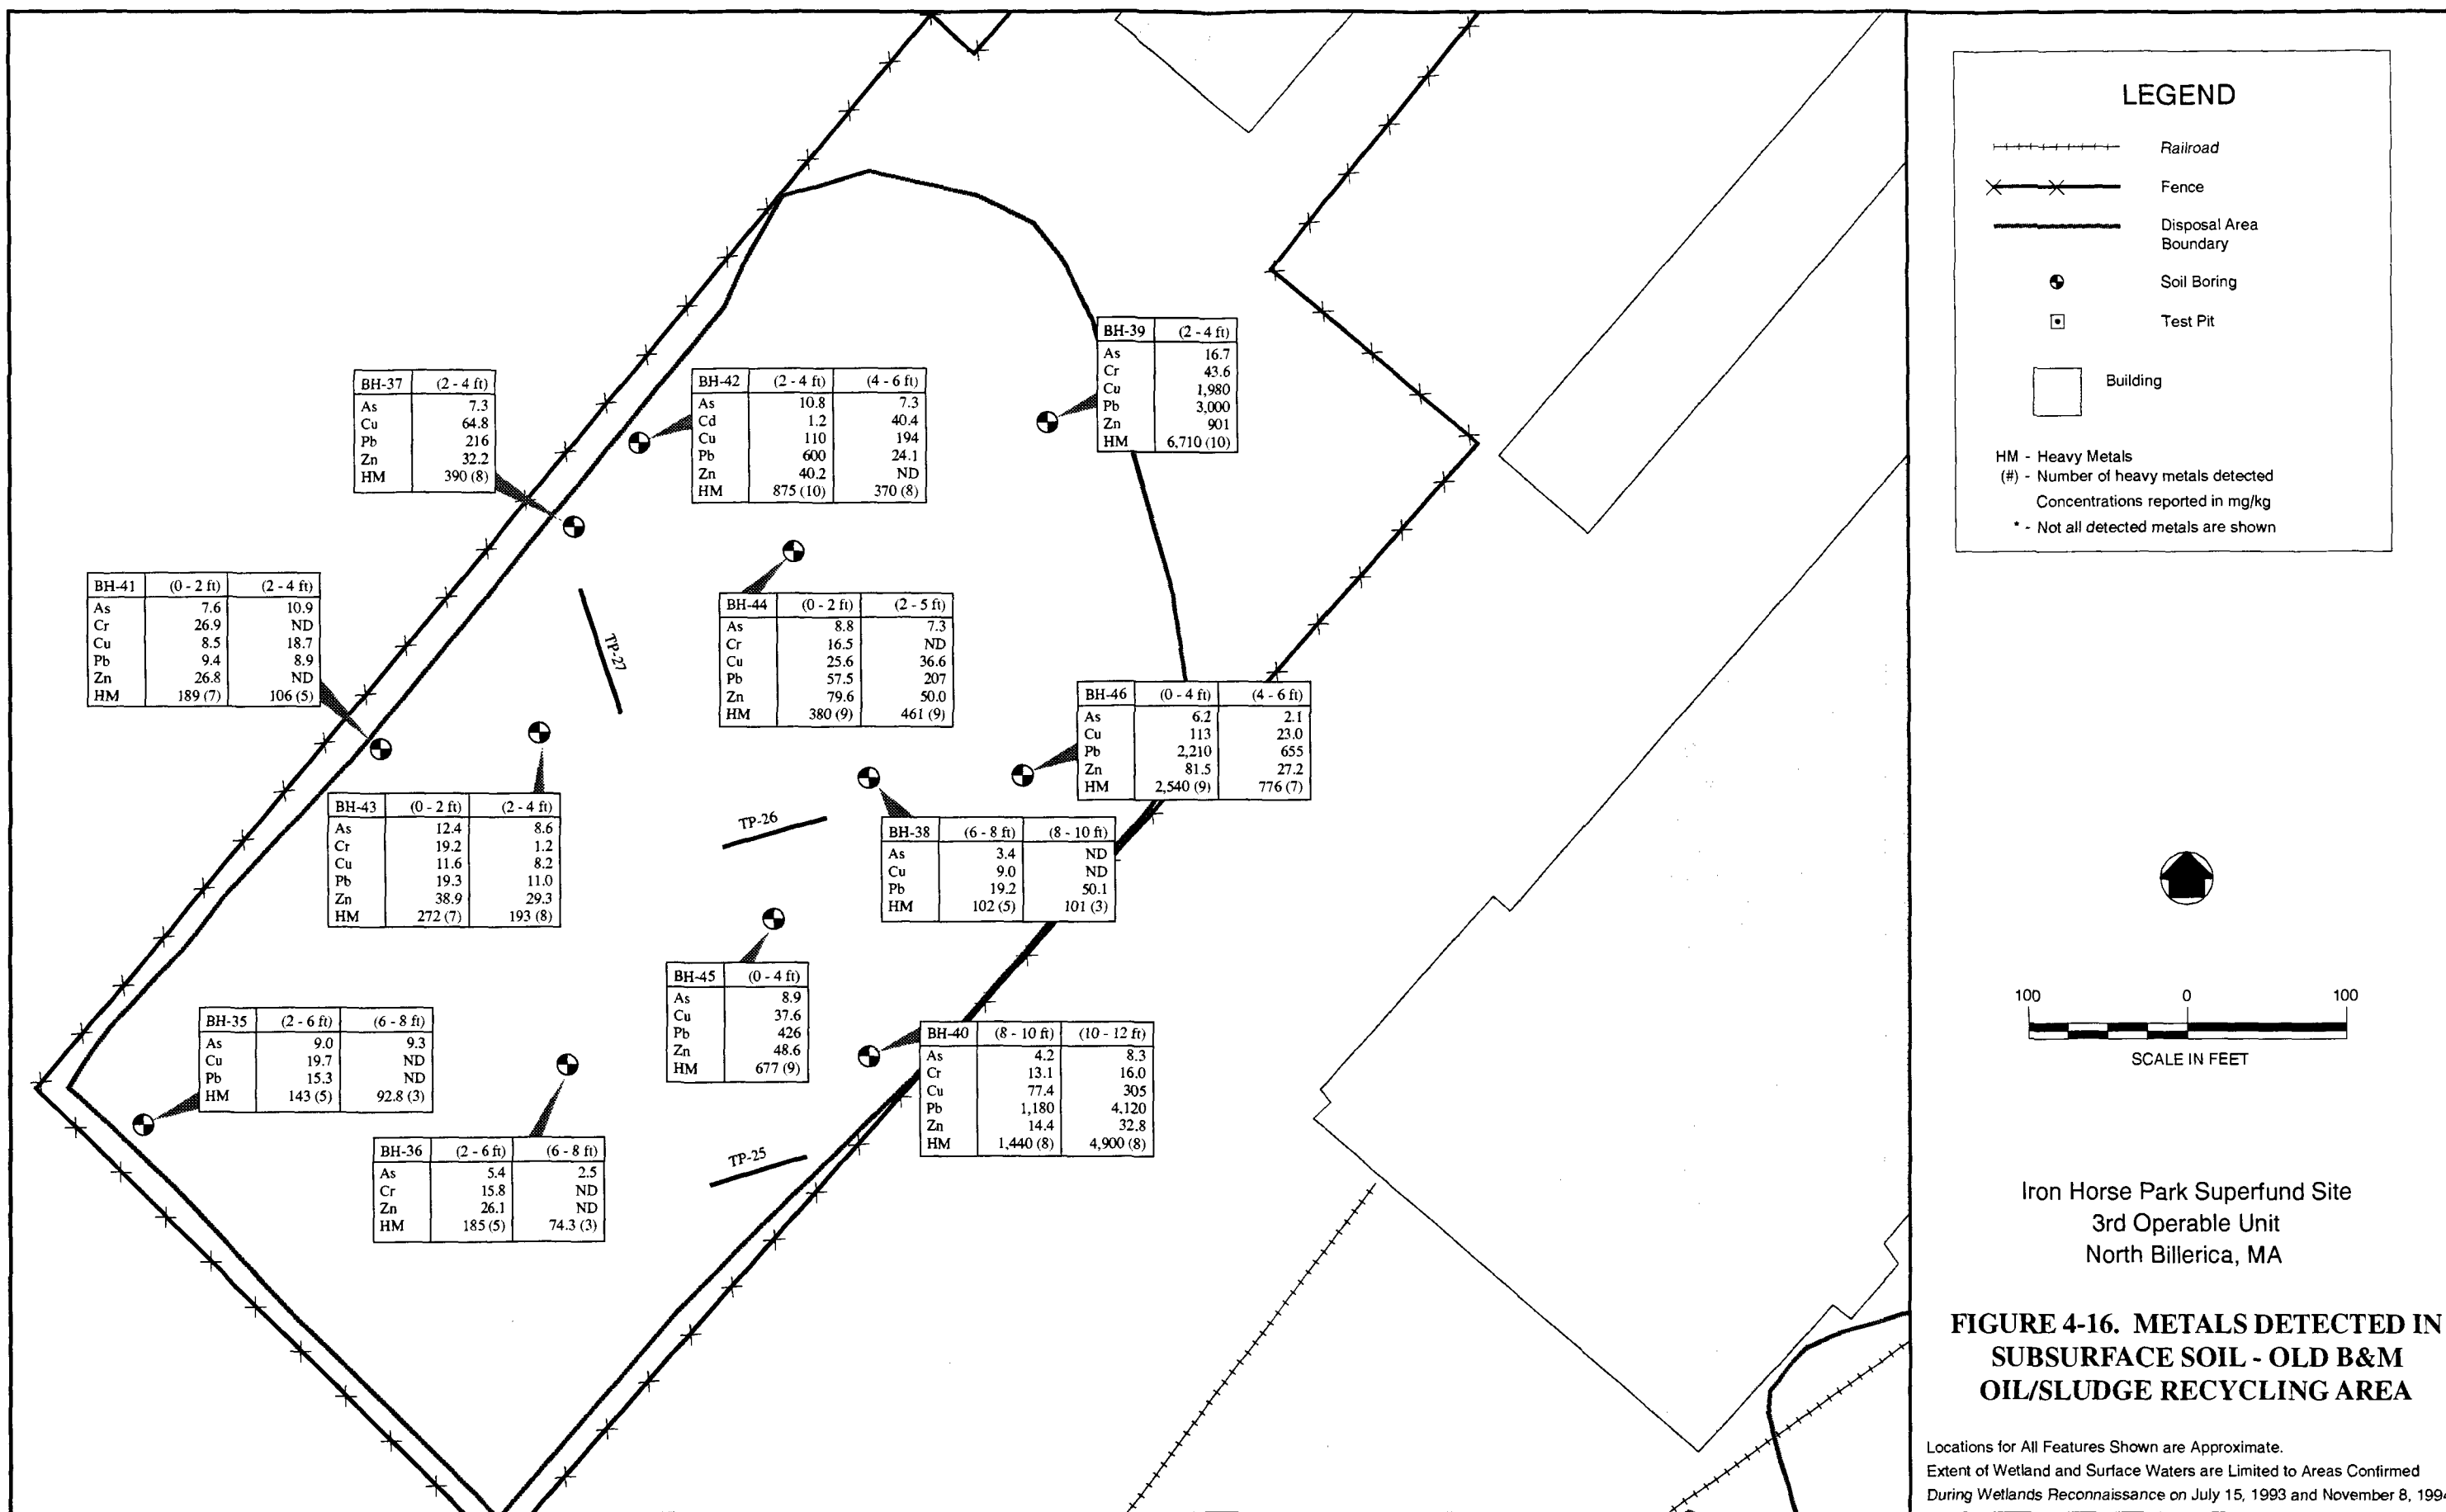 BH-39 (2 - 4 ft)
As 16.7
Cr 43.6
Cu 1,980
Pb 3,000
Zn 901
HM 6,710 (10)
BH-37 (2 - 4 ft)
As 7.3
Cu 64.8
Pb 216
Zn 32.2
HM 390 (8)
BH-42 (2 - 4 ft) (4 - 6 ft)
As 10.8 7.3
Cd 1.2 40.4
Cu 110 194
Pb 600 24.1
Zn 40.2 ND
HM 875 (10) 370 (8)
BH-41 (0 - 2 ft) (2 - 4 ft)
As 7.6 10.9
Cr 26.9 ND
Cu 8.5 18.7
Pb 9.4 8.9
Zn 26.8 ND
HM 189 (7) 106 (5)
TP-27
BH-44 (0 - 2 ft) (2 - 5 ft)
As 8.8 7.3
Cr 16.5 ND
Cu 25.6 36.6
Pb 57.5 207
Zn 79.6 50.0
HM 380 (9) 461 (9)
BH-46 (0 - 4 ft) (4 - 6 ft)
As 6.2 2.1
Cu 113 23.0
Pb 2,210 655
Zn 81.5 27.2
HM 2,540 (9) 776 (7)
BH-43 (0 - 2 ft) (2 - 4 ft)
As 12.4 8.6
Cr 19.2 1.2
Cu 11.6 8.2
Pb 19.3 11.0
Zn 38.9 29.3
HM 272 (7) 193 (8)
TP-26
BH-38 (6 - 8 ft) (8 - 10 ft)
As 3.4 ND
Cu 9.0 ND
Pb 19.2 50.1
HM 102 (5) 101 (3)
BH-45 (0 - 4 ft)
As 8.9
Cu 37.6
Pb 426
Zn 48.6
HM 677 (9)
BH-35 (2 - 6 ft) (6 - 8 ft)
As 9.0 9.3
Cu 19.7 ND
Pb 15.3 ND
HM 143 (5) 92.8 (3)
BH-40 (8 - 10 ft) (10 - 12 ft)
As 4.2 8.3
Cr 13.1 16.0
Cu 77.4 305
Pb 1,180 4,120
Zn 14.4 32.8
HM 1,440 (8) 4,900 (8)
BH-36 (2 - 6 ft) (6 - 8 ft)
As 5.4 2.5
Cr 15.8 ND
Zn 26.1 ND
HM 185 (5) 74.3 (3)
TP-25
LEGEND
Railroad
Fence
Disposal Area
Boundary
Soil Boring
Test Pit
Building
HM - Heavy Metals
(#) - Number of heavy metals detected
Concentrations reported in mg/kg
* - Not all detected metals are shown
100 0 100
SCALE IN FEET
Iron Horse Park Superfund Site
3rd Operable Unit
North Billerica, MA
FIGURE 4-16. METALS DETECTED IN
SUBSURFACE SOIL - OLD B&M
OIL/SLUDGE RECYCLING AREA
Locations for All Features Shown are Approximate.
Extent of Wetland and Surface Waters are Limited to Areas Confirmed
During Wetlands Reconnaissance on July 15, 1993 and November 8, 1994